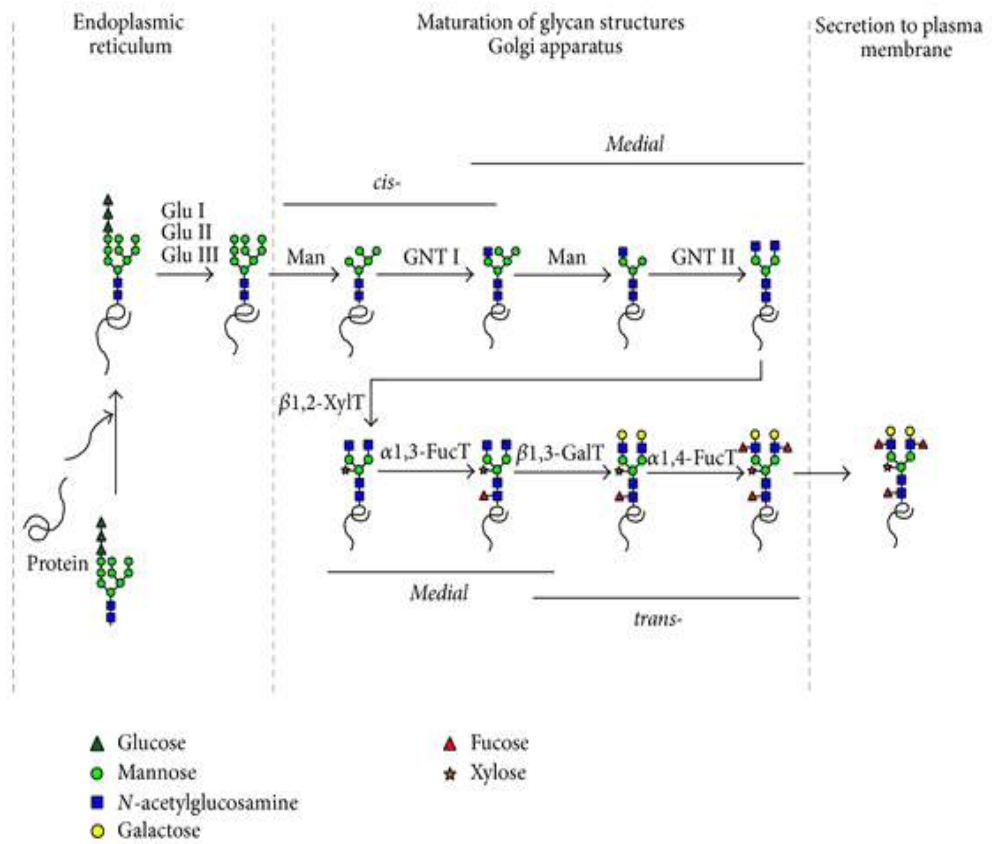 Endoplasmic
reticulum
Maturation of glycan structures
Golgi apparatus
Secretion to plasma
membrane
Medial
cis-
Glu I
Glu II
Glu III
Man
GNT I
Man
GNT II
β1,2-XylT
α1,3-FucT
β1,3-GalT
α1,4-FucT
Protein
Medial
trans-
Glucose
Mannose
N-acetylglucosamine
Galactose
Fucose
Xylose